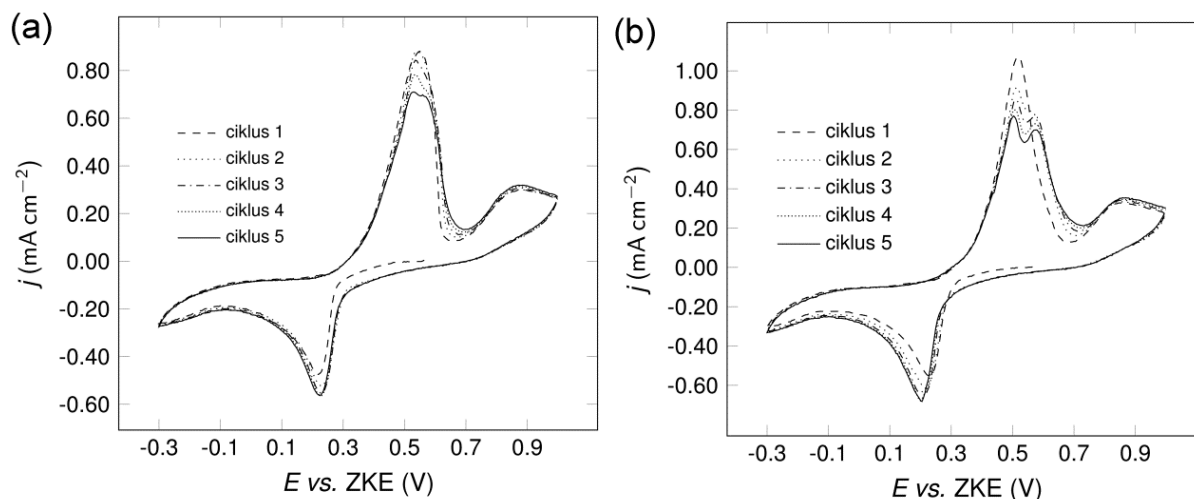 (a)
0.80
0.60
0.40
0.20
0.00
-0.20
-0.40
-0.60
j (mA cm−2)
ciklus 1
ciklus 2
ciklus 3
ciklus 4
ciklus 5
-0.3 -0.1 0.1 0.3 0.5 0.7 0.9
E vs. ZKE (V)
(b)
1.00
0.80
0.60
0.40
0.20
0.00
-0.20
-0.40
-0.60
j (mA cm−2)
ciklus 1
ciklus 2
ciklus 3
ciklus 4
ciklus 5
-0.3 -0.1 0.1 0.3 0.5 0.7 0.9
E vs. ZKE (V)